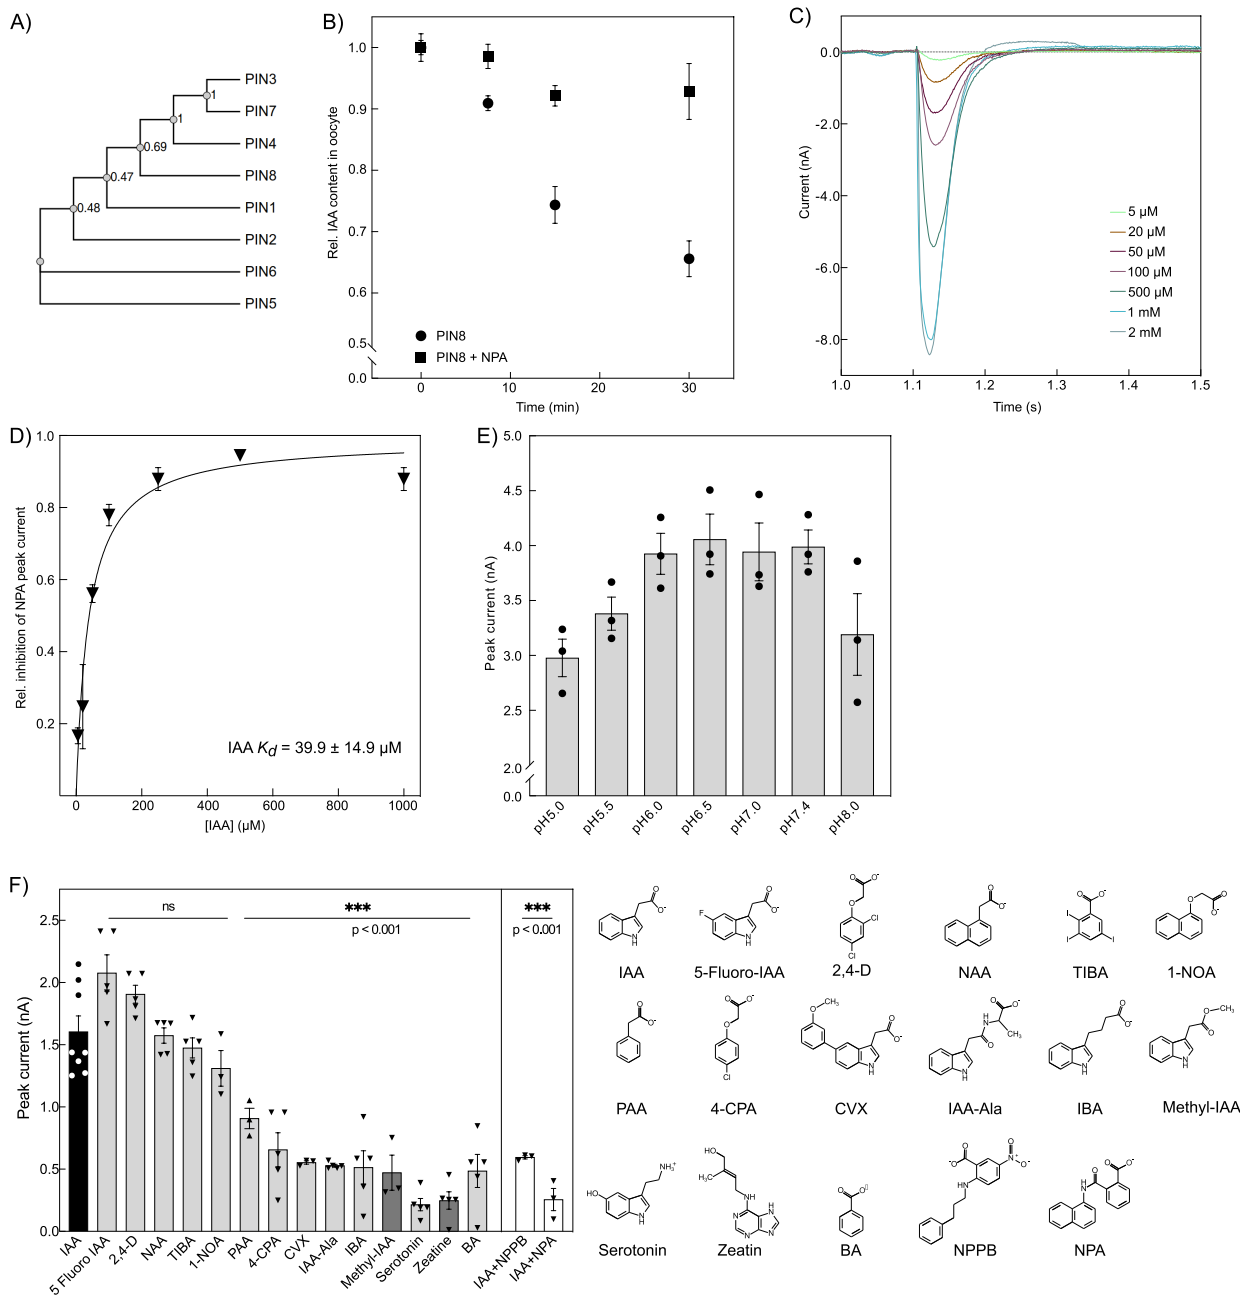 A)
PIN3
1
PIN7
1
PIN4
0.69
PIN8
0.47
PIN1
0.48
PIN2
PIN6
PIN5
B)
Rel. IAA content in oocyte
1.0
0.9
0.8
0.7
0.6
0.5
0.0
PIN8
PIN8 + NPA
0 10 20 30
Time (min)
C)
Current (nA)
0.0
-2.0
-4.0
-6.0
-8.0
5 µM
20 µM
50 µM
100 µM
500 µM
1 mM
2 mM
1.0 1.1 1.2 1.3 1.4 1.5
Time (s)
D)
Rel. inhibition of NPA peak current
1.0
0.8
0.6
0.4
0.2
IAA Kd = 39.9 ± 14.9 µM
0 200 400 600 800 1000
[IAA] (µM)
E)
Peak current (nA)
5.0
4.5
4.0
3.5
3.0
2.5
2.0
0.0
pH5.0 pH5.5 pH6.0 pH6.5 pH7.0 pH7.4 pH8.0
F)
Peak current (nA)
2.5
2.0
1.5
1.0
0.5
0.0
ns *** ***
p < 0.001 p < 0.001
IAA 5 Fluoro IAA 2,4-D NAA TIBA 1-NOA PAA 4-CPA CVX IAA-Ala IBA Methyl-IAA Serotonin Zeatine BA IAA+NPPB IAA+NPA
IAA 5-Fluoro-IAA 2,4-D NAA TIBA 1-NOA
PAA 4-CPA CVX IAA-Ala IBA Methyl-IAA
Serotonin Zeatin BA NPPB NPA